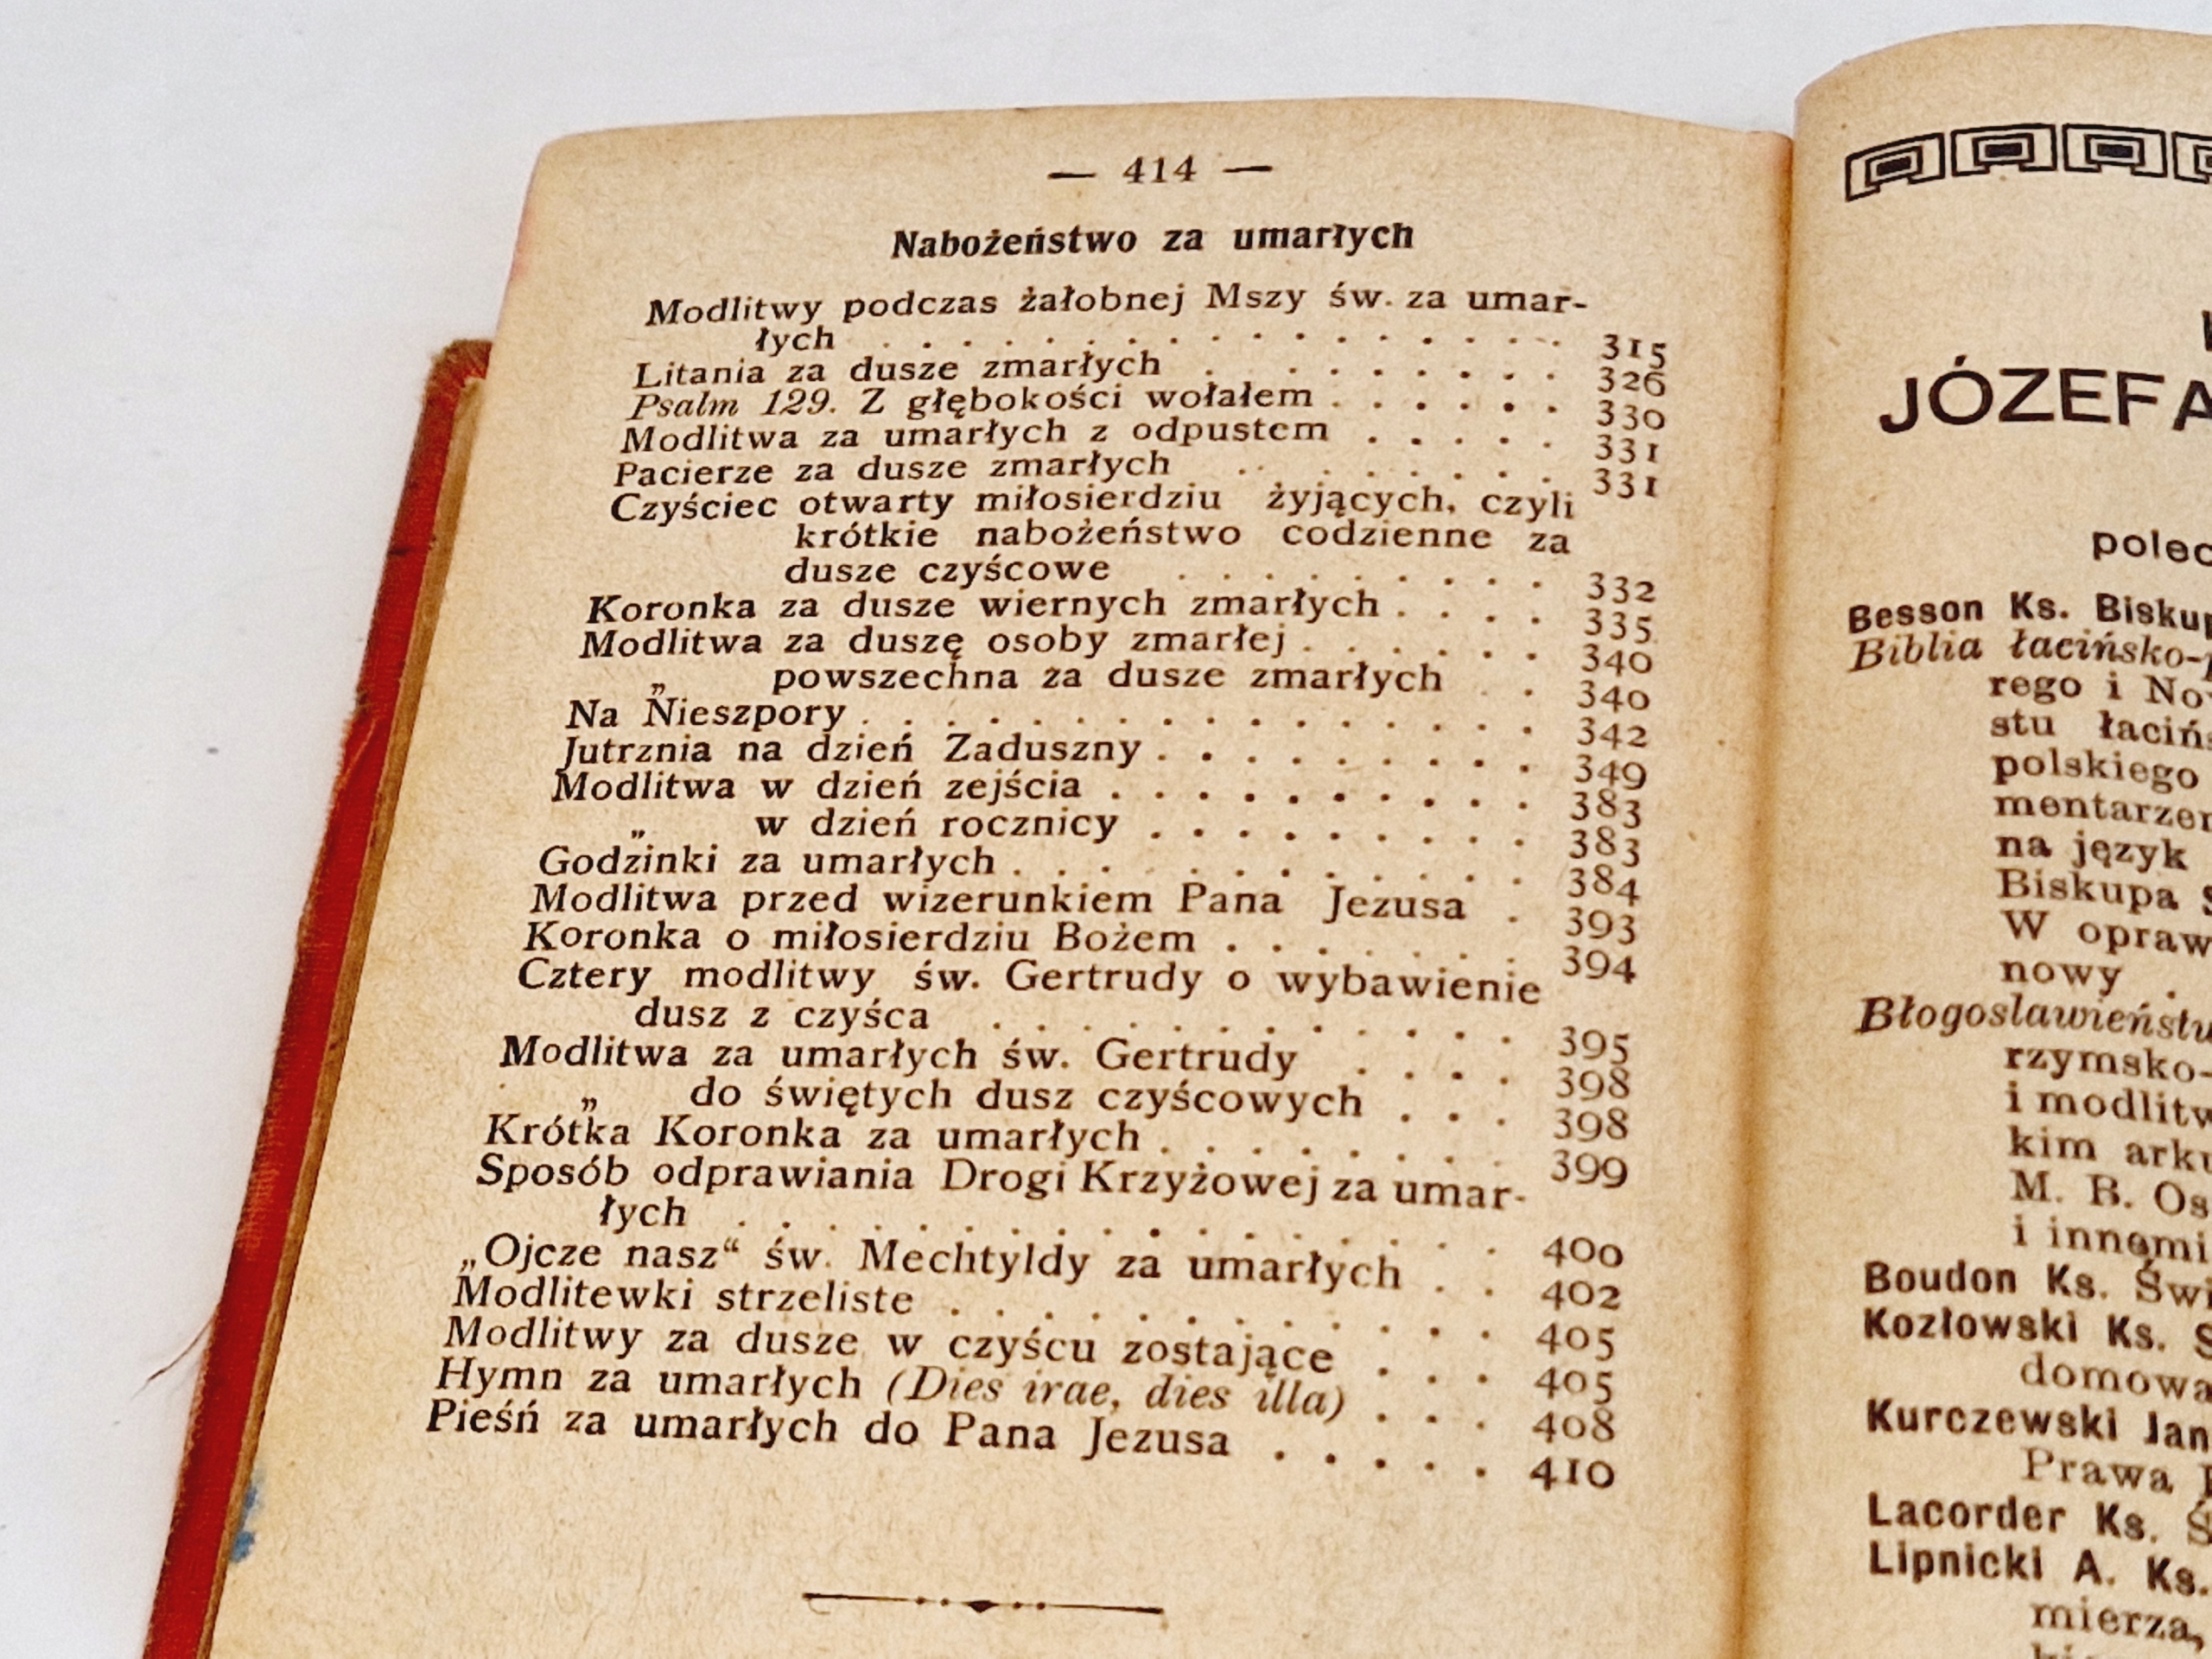 — 414 —
Nabożeństwo za umarłych
Modlitwy podczas żałobnej Mszy św. za umar-
łych . . . . . . . . . . . . . . 315
Litania za dusze zmarłych . . . . . . . . 326
Psalm 129. Z głębokości wołałem . . . . . . 330
Modlitwa za umarłych z odpustem . . . . . 331
Pacierze za dusze zmarłych . . . . . . . 331
Czyściec otwarty miłosierdziu żyjących, czyli
krótkie nabożeństwo codzienne za
dusze czyścowe . . . . . . . . . 332
Koronka za dusze wiernych zmarłych . . . . 335
Modlitwa za duszę osoby zmarłej . . . . . . 340
„ powszechna za dusze zmarłych . . 340
Na Nieszpory . . . . . . . . . . . . . . . 342
Jutrznia na dzień Zaduszny . . . . . . . . . 349
Modlitwa w dzień zejścia . . . . . . . . . . 383
„ w dzień rocznicy . . . . . . . . . 383
Godzinki za umarłych . . . . . . . . . . . . 384
Modlitwa przed wizerunkiem Pana Jezusa . 393
Koronka o miłosierdziu Bożem . . . . . . . 394
Cztery modlitwy św. Gertrudy o wybawienie
dusz z czyśca . . . . . . . . . . . . 395
Modlitwa za umarłych św. Gertrudy . . . . 398
„ do świętych dusz czyścowych . . . 398
Krótka Koronka za umarłych . . . . . . . . 399
Sposób odprawiania Drogi Krzyżowej za umar-
łych . . . . . . . . . . . . . . . . . 400
„Ojcze nasz“ św. Mechtyldy za umarłych . . 402
Modlitewki strzeliste . . . . . . . . . . . . 405
Modlitwy za dusze w czyścu zostające . . . 405
Hymn za umarłych (Dies irae, dies illa) . . . 408
Pieśń za umarłych do Pana Jezusa . . . . . 410
JÓZEFA
polec
Besson Ks. Biskup
Biblia łacińsko-
rego i No
stu łaciń
polskiego
mentarzem
na język
Biskupa
W opraw
nowy .
Błogosławieństw
rzymsko-
i modlitw
kim arku
M. B. Os
i innemi
Boudon Ks. Świ
Kozłowski Ks. S
domowa
Kurczewski Jan
Prawa
Lacorder Ks. Ś
Lipnicki A. Ks.
mierza,